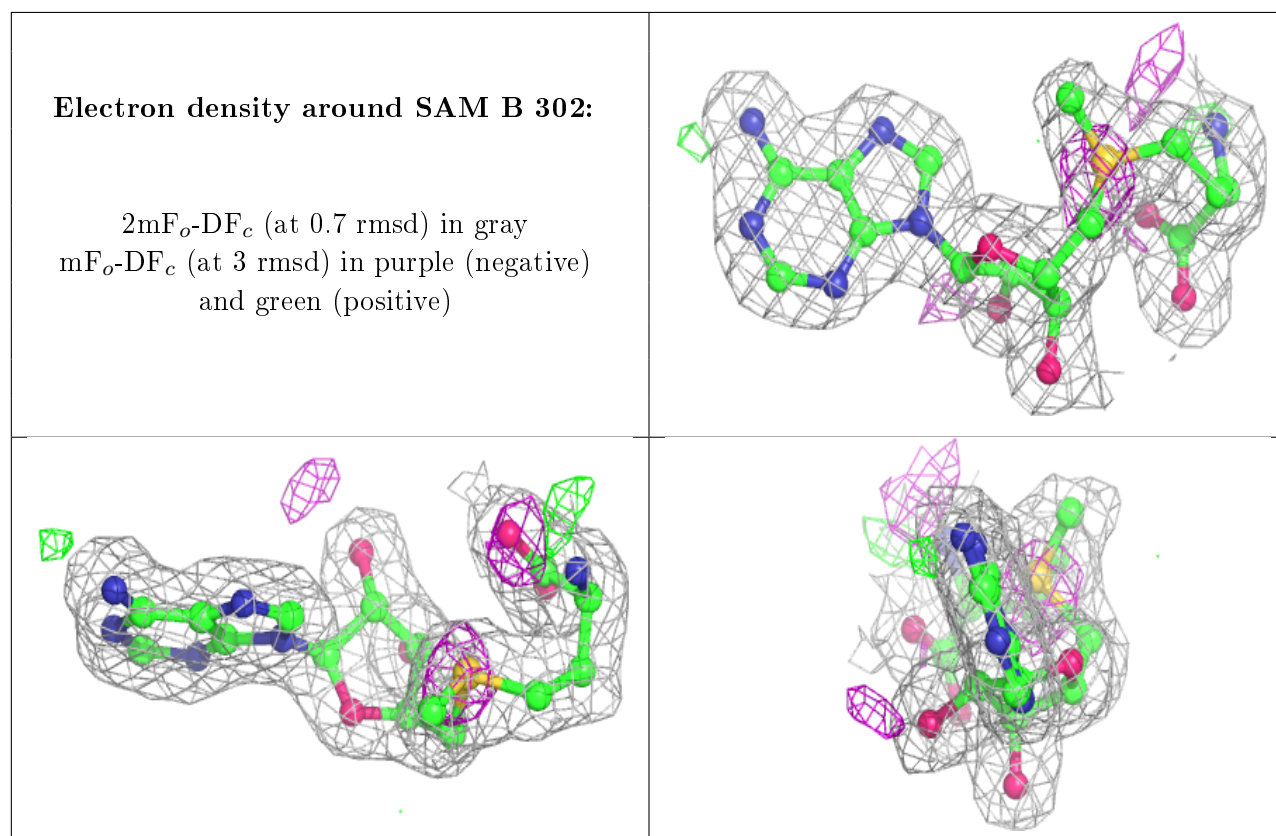 Electron density around SAM B 302:
2mFo-DFc (at 0.7 rmsd) in gray
mFo-DFc (at 3 rmsd) in purple (negative)
and green (positive)